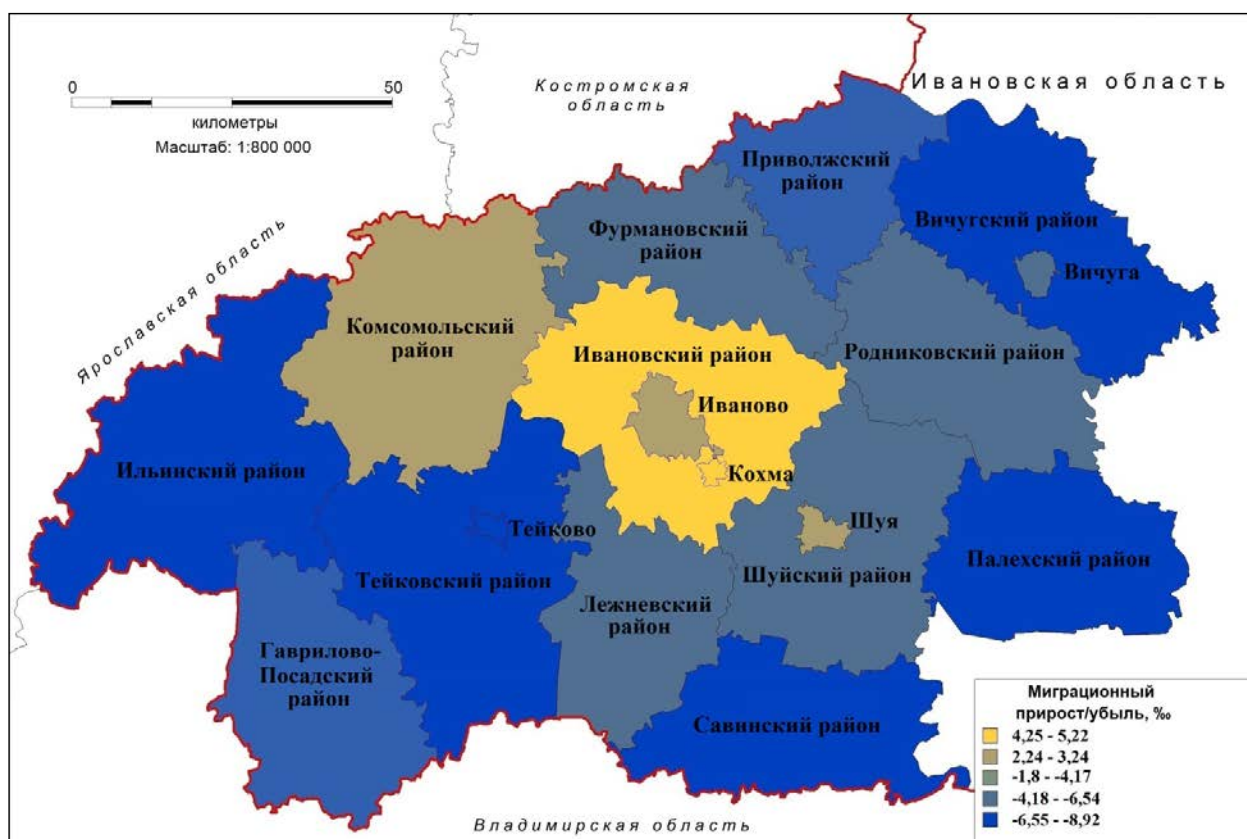 0 50
километры
Масштаб: 1:800 000
Костромская
область
Ивановская область
Ярославская область
Приволжский
район
Вичугский район
Вичуга
Фурмановский
район
Комсомольский
район
Ивановский район
Родниковский район
Иваново
Кохма
Ильинский район
Тейково
Шуя
Палехский район
Тейковский район
Шуйский район
Лежневский
район
Гаврилово-
Посадский
район
Савинский район
Владимирская область
Миграционный
прирост/убыль, ‰
4,25 - 5,22
2,24 - 3,24
-1,8 - -4,17
-4,18 - -6,54
-6,55 - -8,92